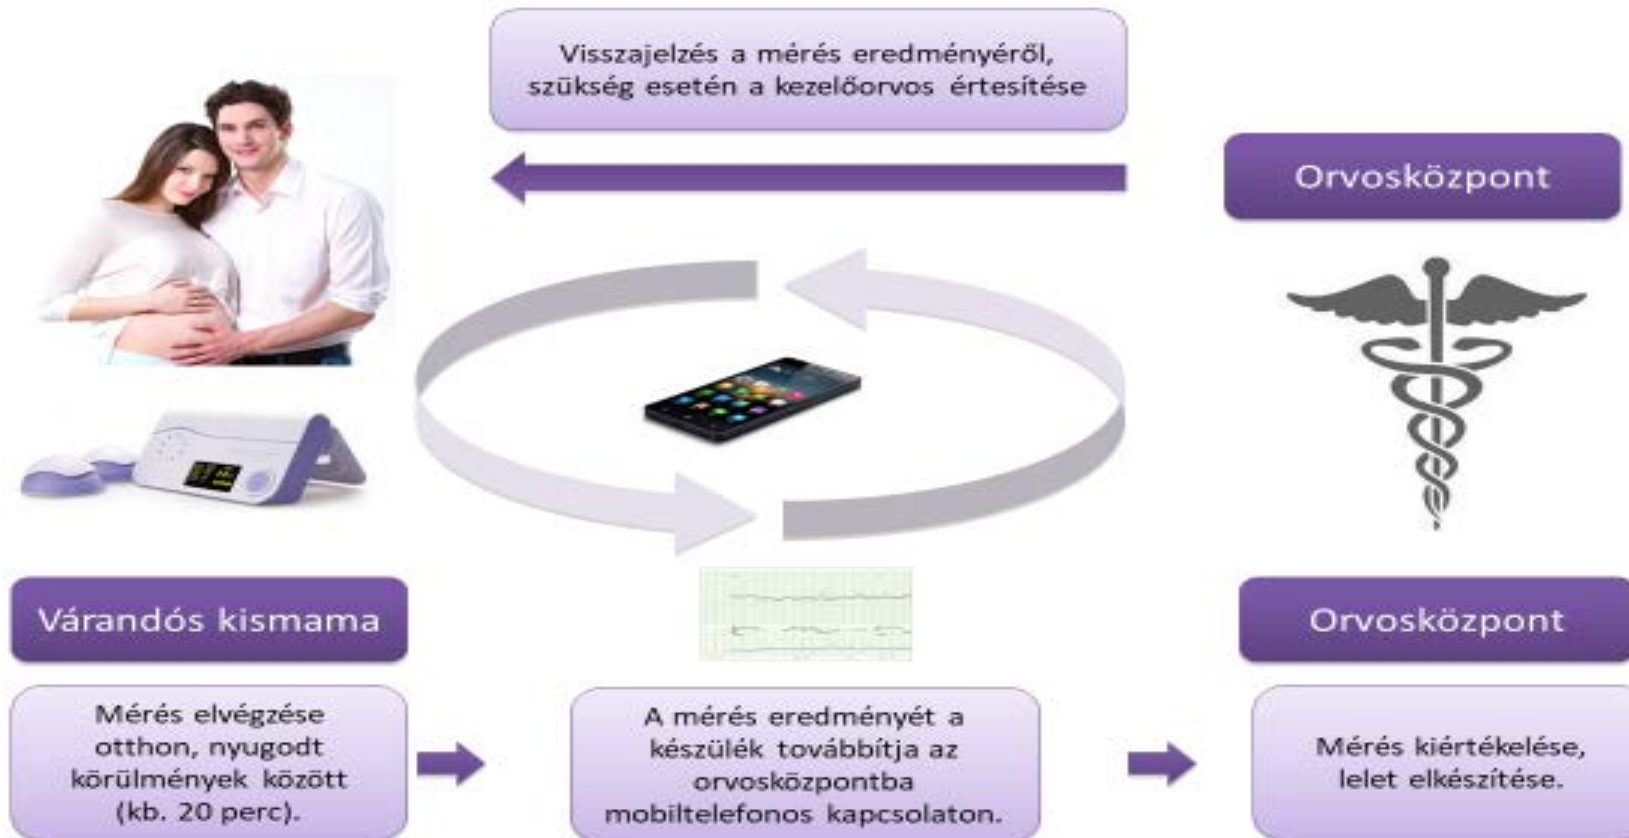 Visszajelzés a mérés eredményéről,
szükség esetén a kezelőorvos értesítése
Orvosközpont
Várandós kismama
Orvosközpont
Mérés elvégzése
otthon, nyugodt
körülmények között
(kb. 20 perc).
A mérés eredményét a
készülék továbbítja az
orvosközpontba
mobiltelefonos kapcsolaton.
Mérés kiértékelése,
lelet elkészítése.